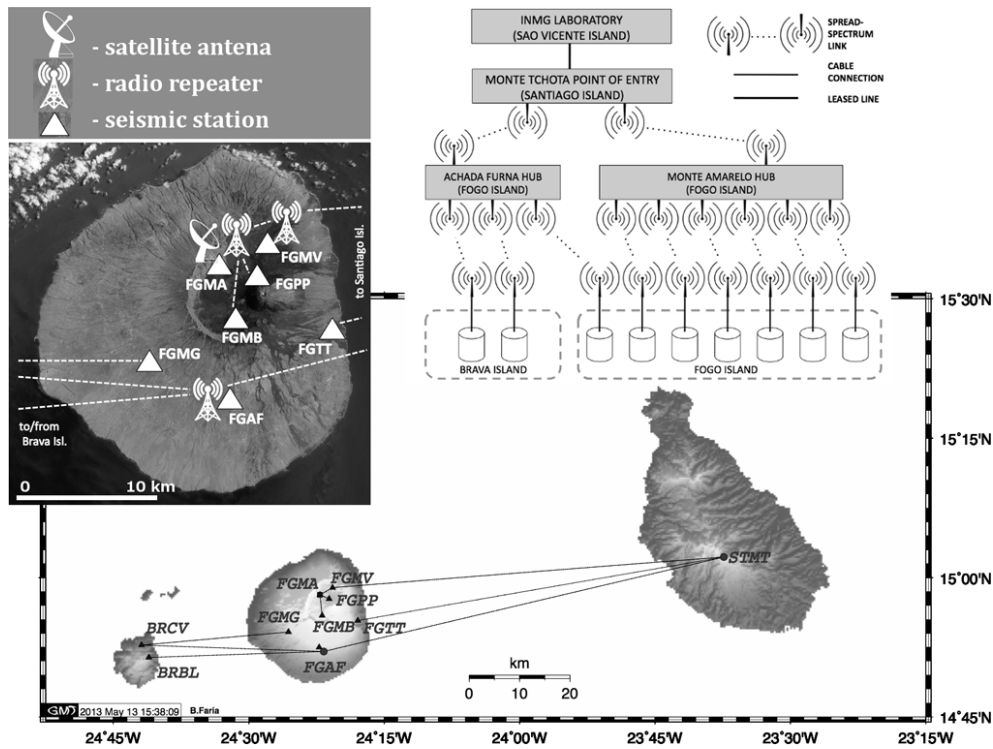 - satellite antena
- radio repeater
- seismic station
INMG LABORATORY
(SAO VICENTE ISLAND)
MONTE TCHOTA POINT OF ENTRY
(SANTIAGO ISLAND)
ACHADA FURNA HUB
(FOGO ISLAND)
MONTE AMARELO HUB
(FOGO ISLAND)
SPREAD-
SPECTRUM
LINK
CABLE
CONNECTION
LEASED LINE
BRAVA ISLAND
FOGO ISLAND
to Santiago Isl.
FGMV
FGMA
FGPP
FGMB
FGTT
FGMG
FGAF
to/from
Brava Isl.
0 10 km
15°30'N
15°15'N
15°00'N
14°45'N
STMT
FGMA
FGMV
FGPP
FGMG
FGMB
FGTT
FGAF
BRCV
BRBL
km
0 10 20
GMD 2013 May 13 15:38:09 B.Faria
24°45'W 24°30'W 24°15'W 24°00'W 23°45'W 23°30'W 23°15'W